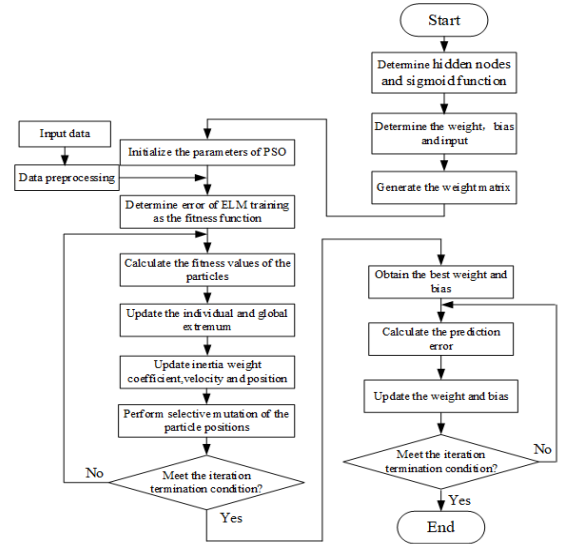 Start
Determine hidden nodes
and sigmoid function
Determine the weight, bias
and input
Generate the weight matrix
Input data
Data preprocessing
Initialize the parameters of PSO
Determine error of ELM training
as the fitness function
Calculate the fitness values of the
particles
Update the individual and global
extremum
Update inertia weight
coefficient,velocity and position
Perform selective mutation of the
particle positions
Meet the iteration
termination condition?
No
Yes
Obtain the best weight and
bias
Calculate the prediction
error
Update the weight and bias
Meet the iteration
termination condition?
No
Yes
End